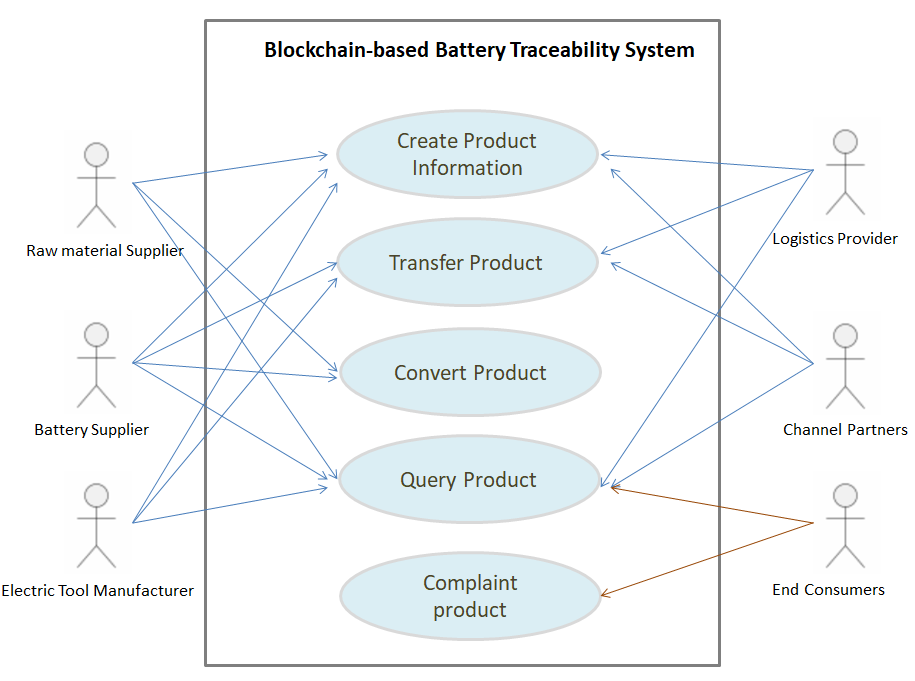 Blockchain-based Battery Traceability System
Create Product
Information
Raw material Supplier
Logistics Provider
Transfer Product
Convert Product
Battery Supplier
Channel Partners
Query Product
Electric Tool Manufacturer
End Consumers
Complaint
product